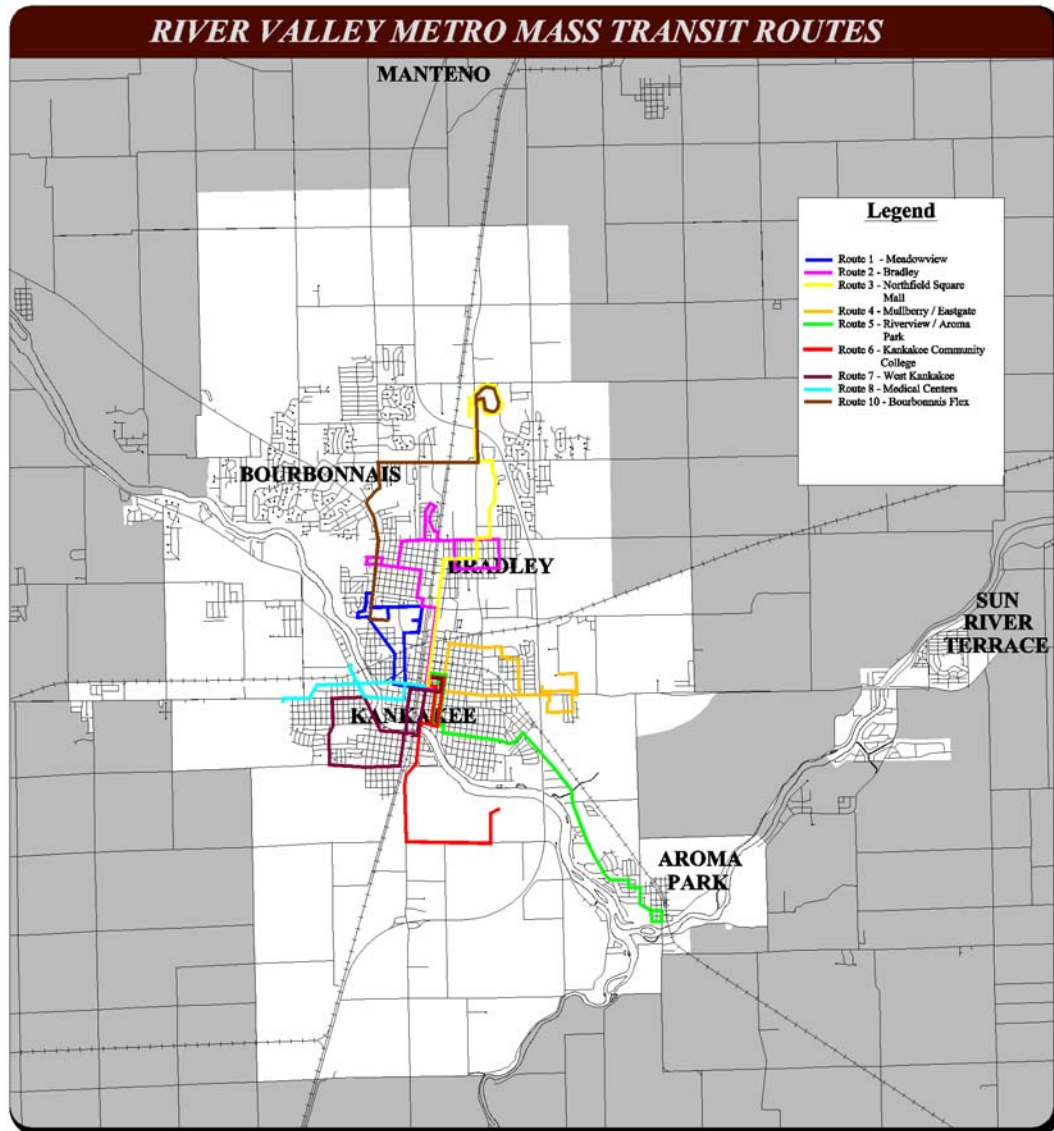 RIVER VALLEY METRO MASS TRANSIT ROUTES
MANTENO
Legend
Route 1 - Meadowview
Route 2 - Bradley
Route 3 - Northfield Square
Mall
Route 4 - Mullberry / Eastgate
Route 5 - Riverview / Aroma
Park
Route 6 - Kankakee Community
College
Route 7 - West Kankakee
Route 8 - Medical Centers
Route 10 - Bourbonnais Flex
BOURBONNAIS
BRADLEY
SUN
RIVER
TERRACE
KANKAKEE
AROMA
PARK